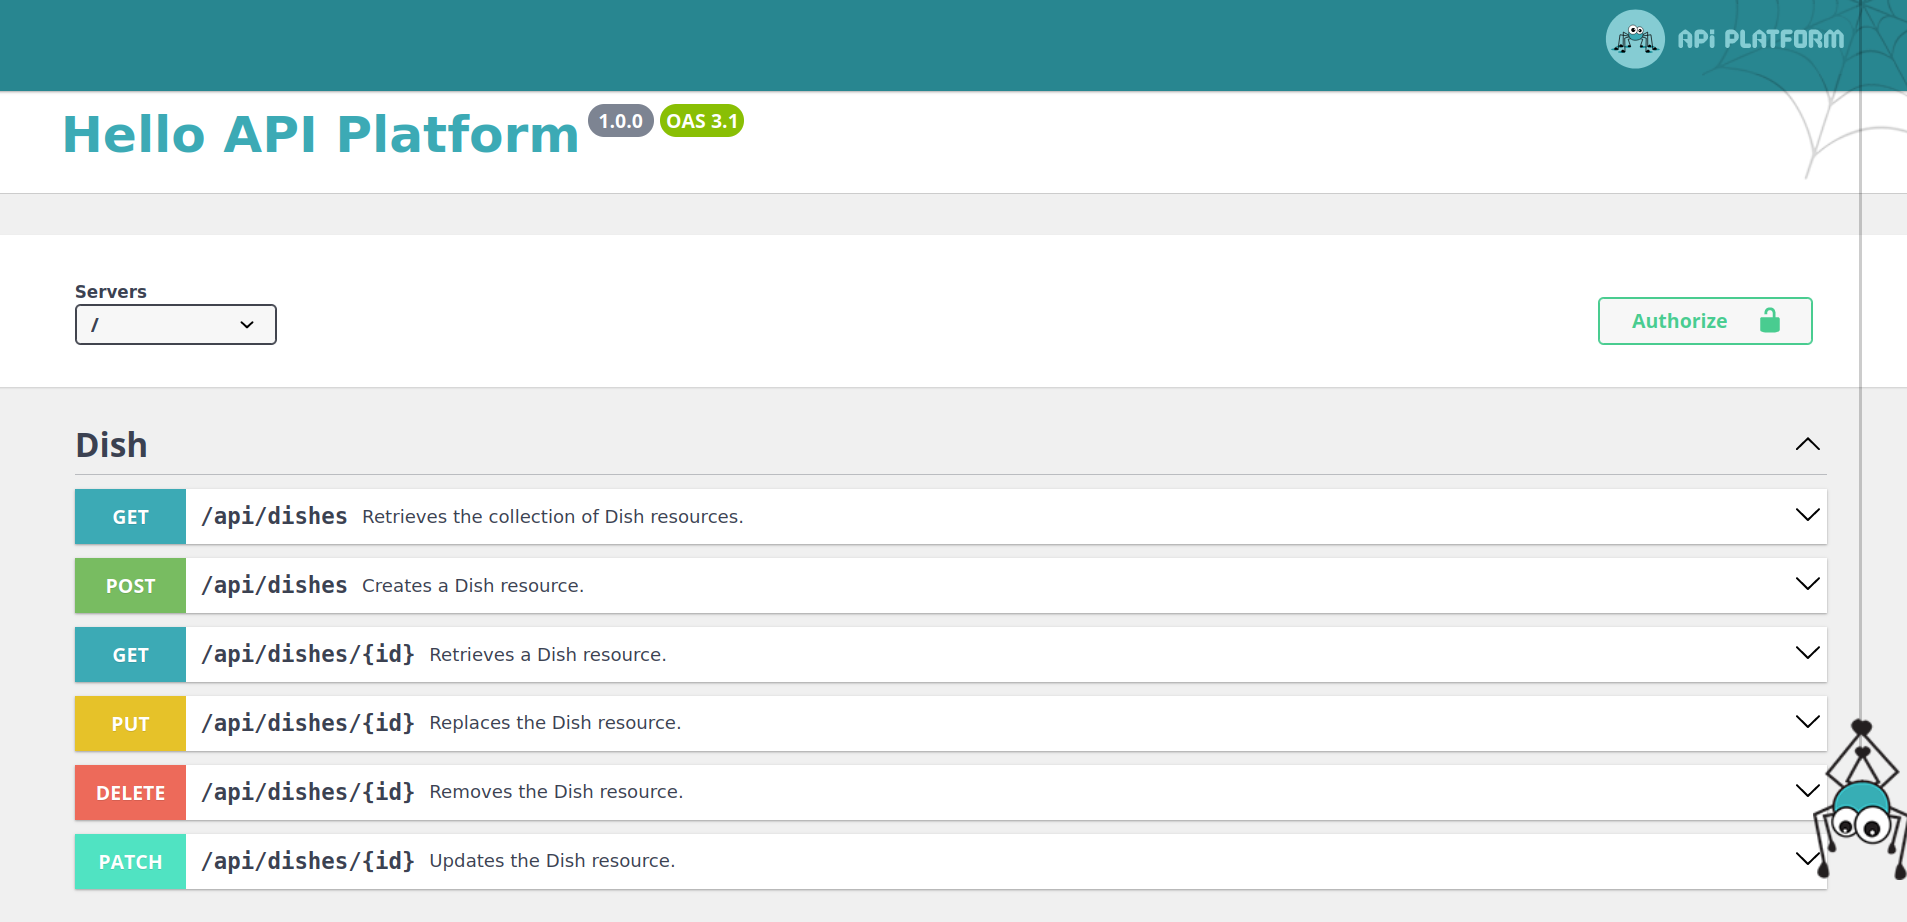 API PLATFORM
Hello API Platform 1.0.0 OAS 3.1
Servers
/
Authorize
Dish
GET /api/dishes Retrieves the collection of Dish resources.
POST /api/dishes Creates a Dish resource.
GET /api/dishes/{id} Retrieves a Dish resource.
PUT /api/dishes/{id} Replaces the Dish resource.
DELETE /api/dishes/{id} Removes the Dish resource.
PATCH /api/dishes/{id} Updates the Dish resource.